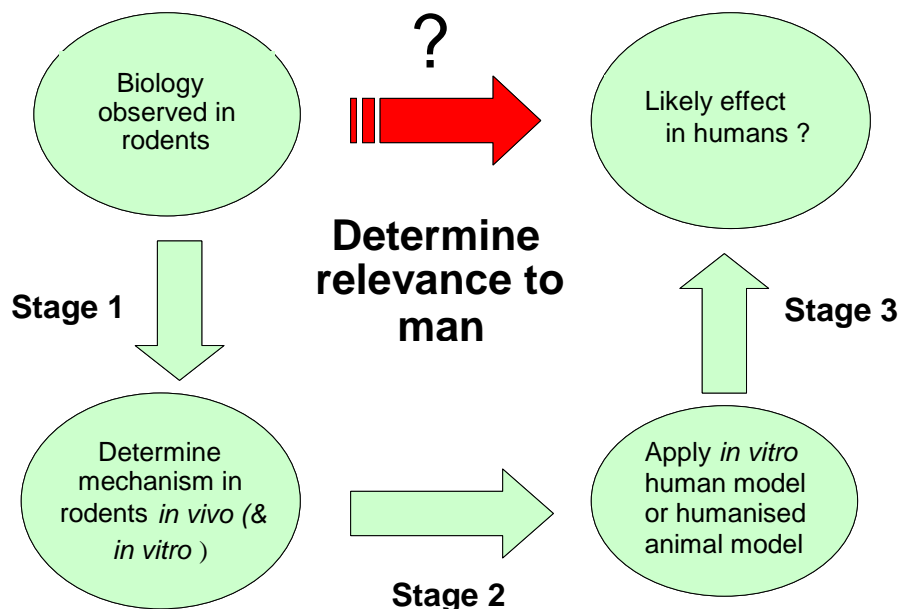 ?
Biology
observed in
rodents
Likely effect
in humans ?
Determine
relevance to
man
Stage 1
Stage 3
Determine
mechanism in
rodents in vivo (&
in vitro )
Apply in vitro
human model
or humanised
animal model
Stage 2